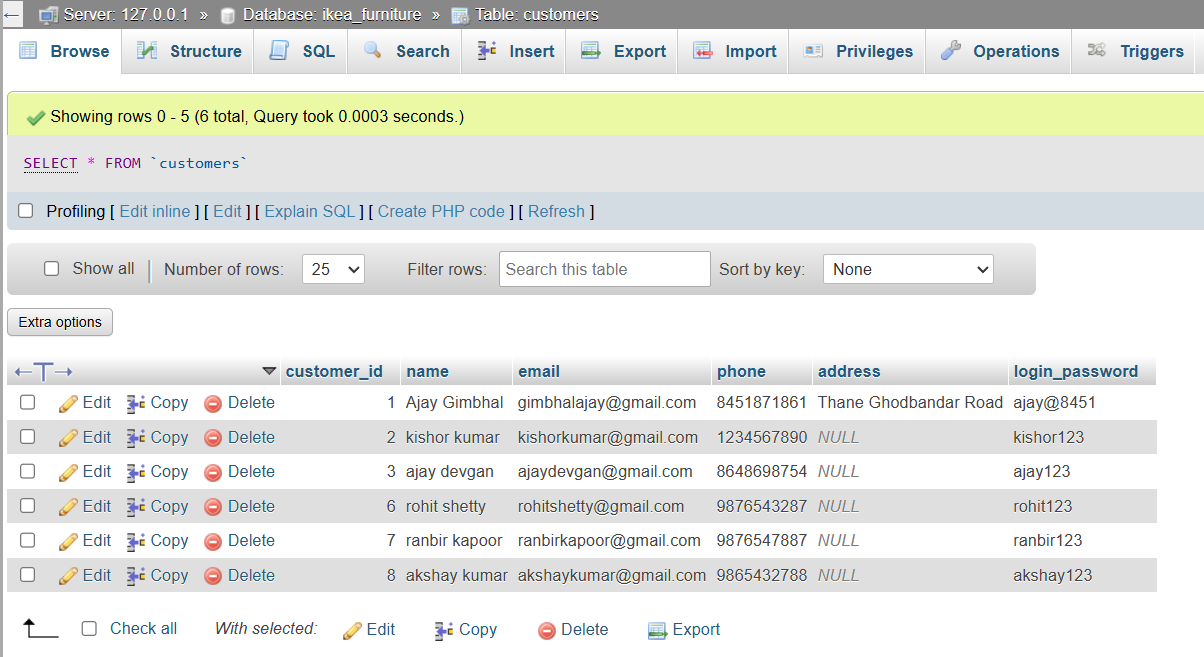 Server: 127.0.0.1 » Database: ikea_furniture » Table: customers
Browse Structure SQL Search Insert Export Import Privileges Operations Triggers
Showing rows 0 - 5 (6 total, Query took 0.0003 seconds.)
SELECT * FROM `customers`
Profiling [ Edit inline ] [ Edit ] [ Explain SQL ] [ Create PHP code ] [ Refresh ]
Show all Number of rows: 25 Filter rows: Search this table Sort by key: None
Extra options
←T→ customer_id name email phone address login_password
Edit Copy Delete 1 Ajay Gimbhal gimbhalajay@gmail.com 8451871861 Thane Ghodbandar Road ajay@8451
Edit Copy Delete 2 kishor kumar kishorkumar@gmail.com 1234567890 NULL kishor123
Edit Copy Delete 3 ajay devgan ajaydevgan@gmail.com 8648698754 NULL ajay123
Edit Copy Delete 6 rohit shetty rohitshetty@gmail.com 9876543287 NULL rohit123
Edit Copy Delete 7 ranbir kapoor ranbirkapoor@gmail.com 9876547887 NULL ranbir123
Edit Copy Delete 8 akshay kumar akshaykumar@gmail.com 9865432788 NULL akshay123
Check all With selected: Edit Copy Delete Export